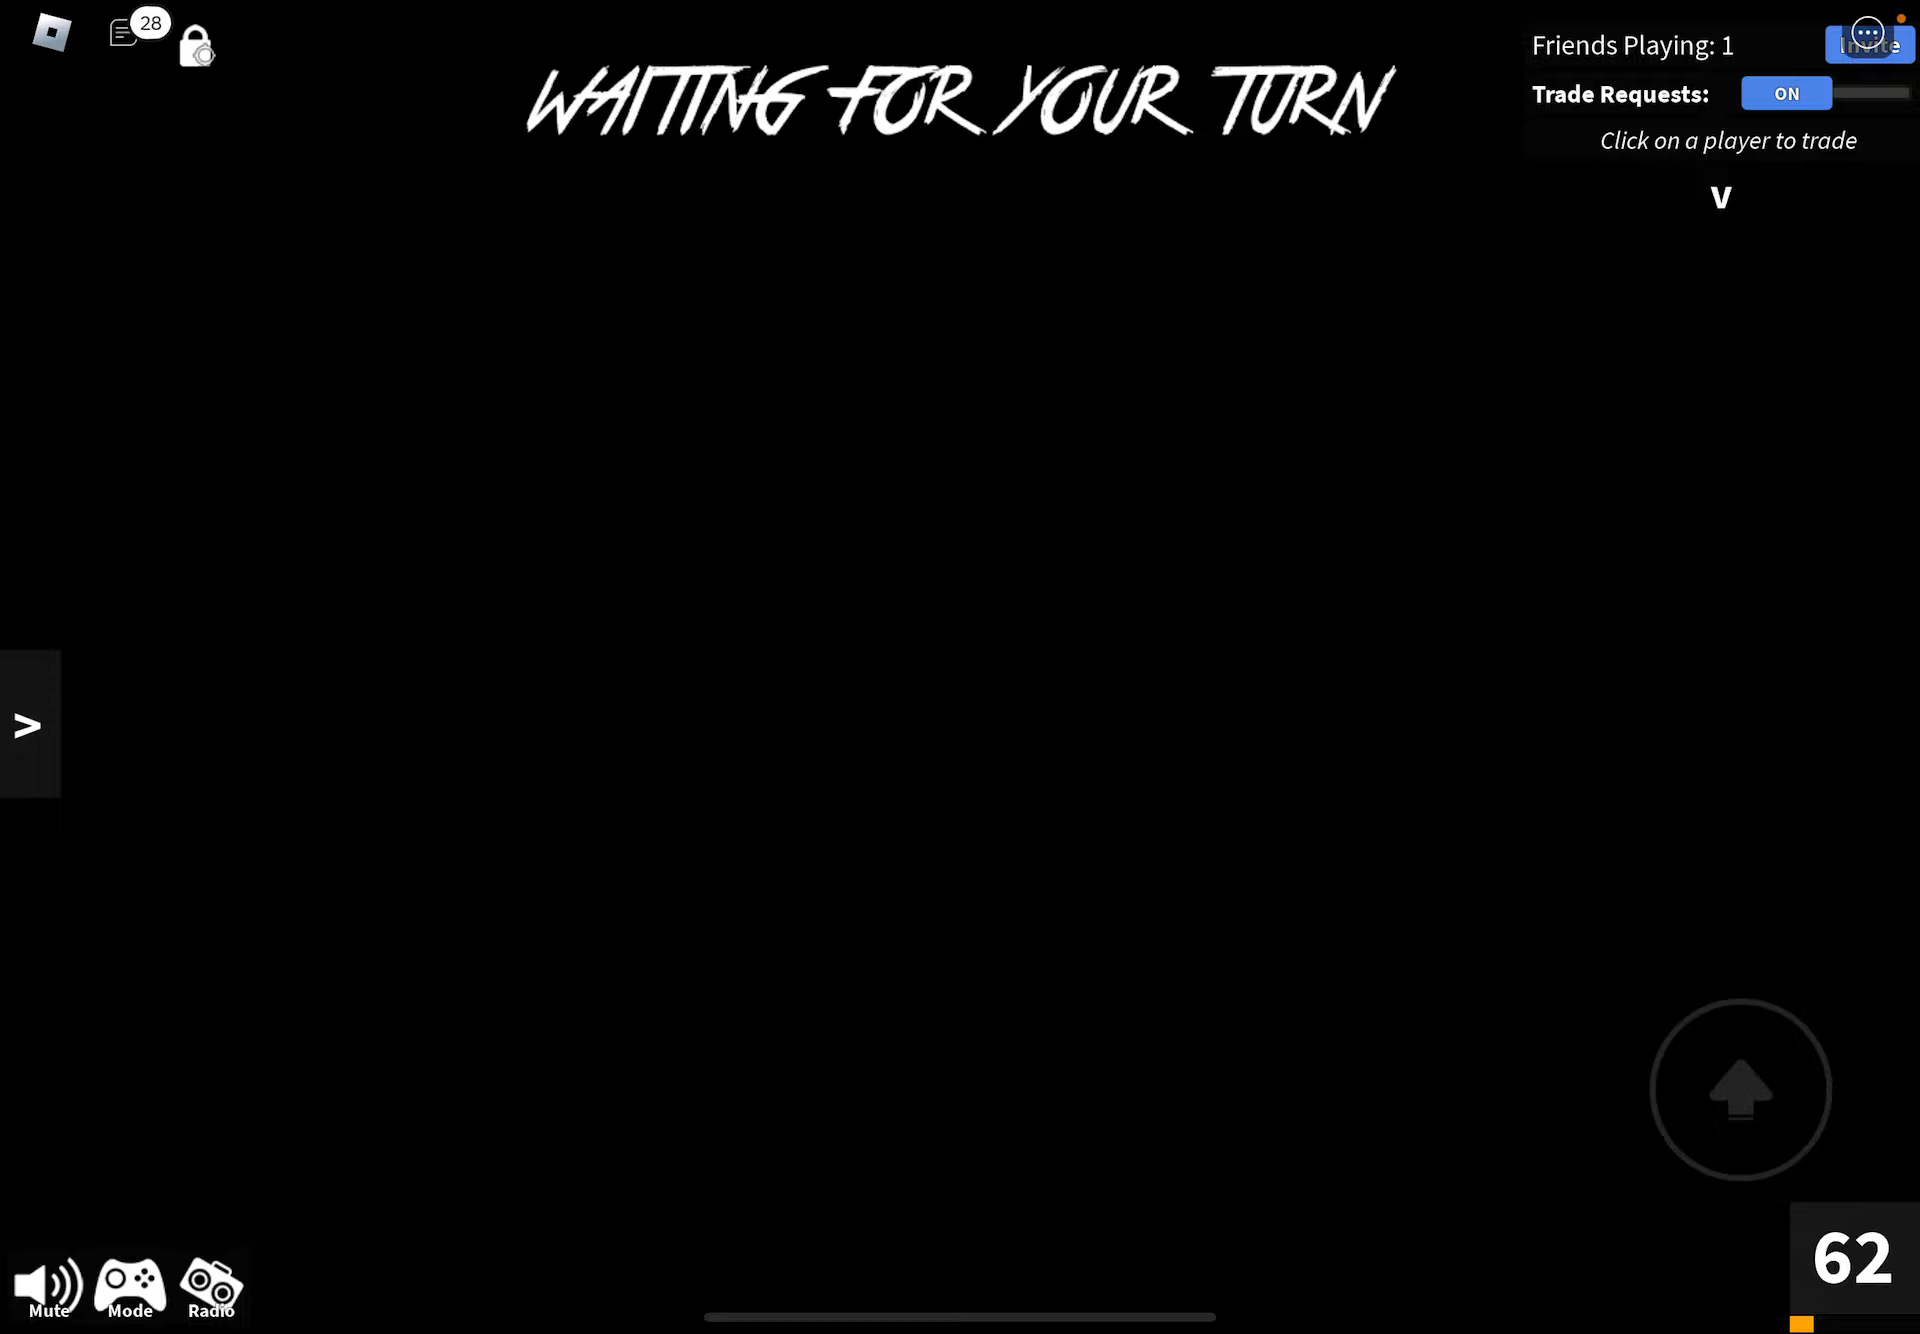 28
WAITING FOR YOUR TURN
Friends Playing: 1
Invite
Trade Requests:
ON
Click on a player to trade
v
>
Mute
Mode
Radio
62